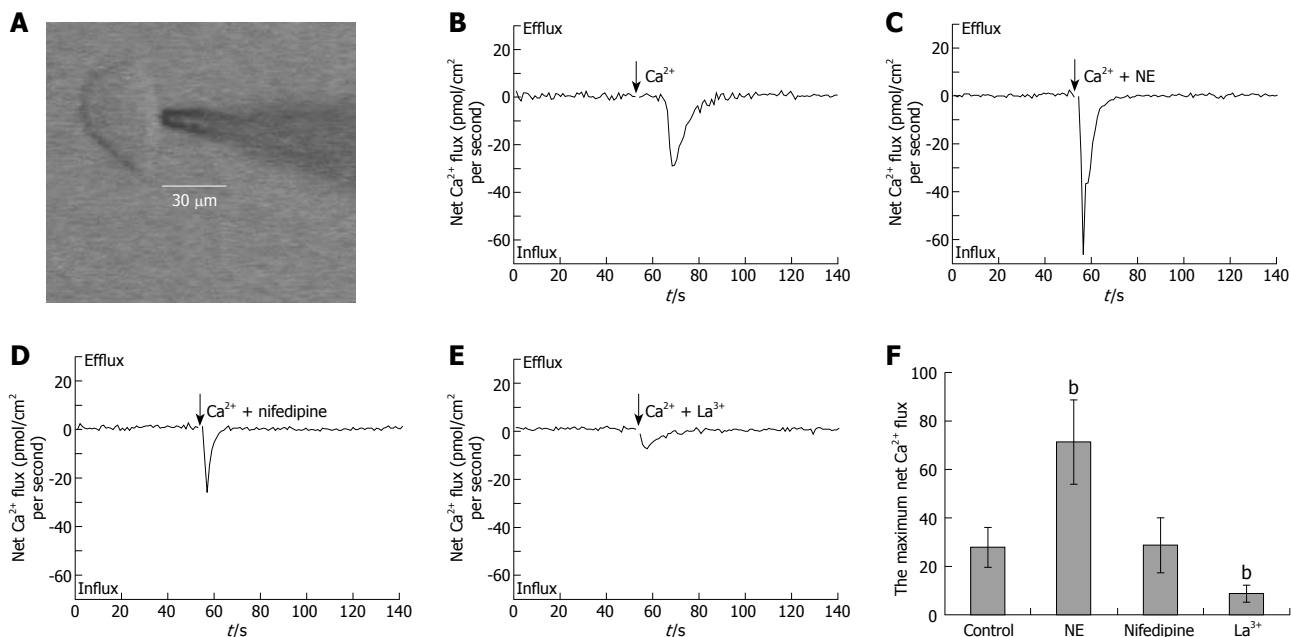 A
30 µm
B
Efflux
20
0
-20
-40
-60
Influx
Net Ca²⁺ flux (pmol/cm²
per second)
Ca²⁺
0 20 40 60 80 100 120 140
t/s
C
Efflux
20
0
-20
-40
-60
Influx
Net Ca²⁺ flux (pmol/cm²
per second)
Ca²⁺ + NE
0 20 40 60 80 100 120 140
t/s
D
Efflux
20
0
-20
-40
-60
Influx
Net Ca²⁺ flux (pmol/cm²
per second)
Ca²⁺ + nifedipine
0 20 40 60 80 100 120 140
t/s
E
Efflux
20
0
-20
-40
-60
Influx
Net Ca²⁺ flux (pmol/cm²
per second)
Ca²⁺ + La³⁺
0 20 40 60 80 100 120 140
t/s
F
100
80
60
40
20
0
The maximum net Ca²⁺ flux
b
b
Control NE Nifedipine La³⁺